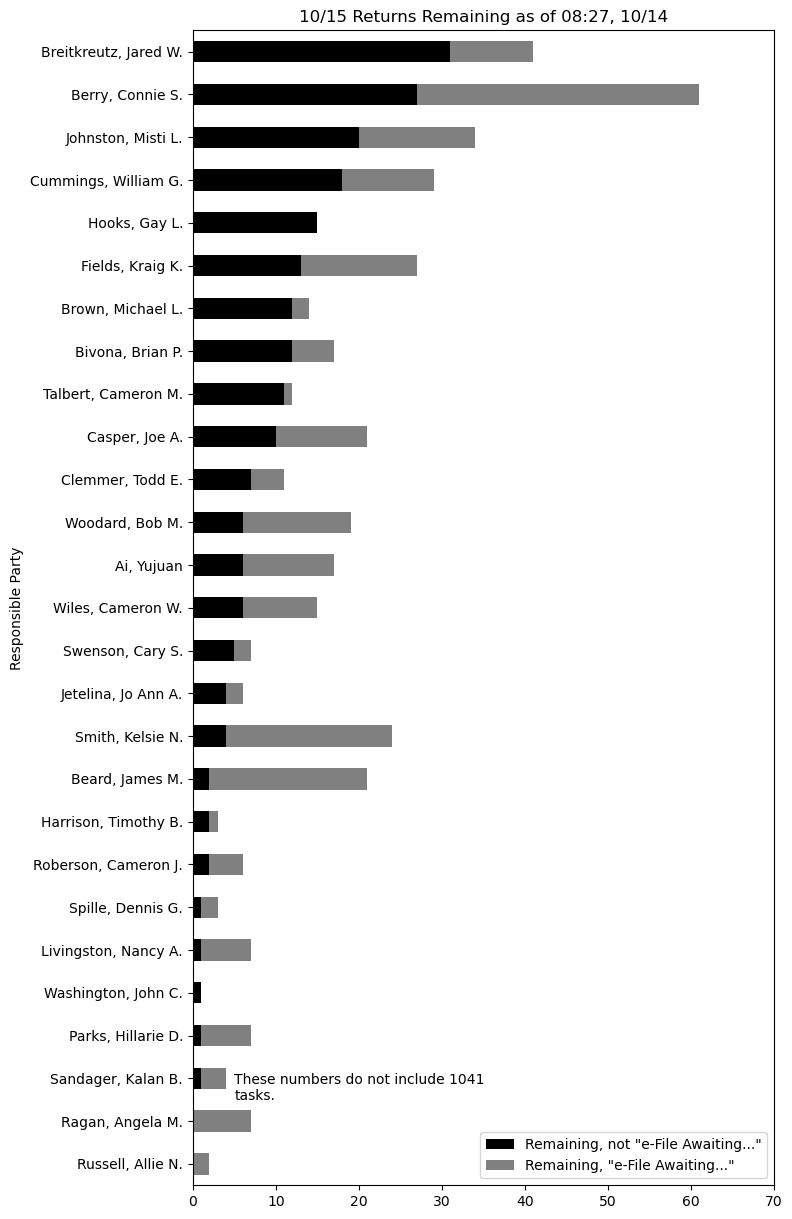 10/15 Returns Remaining as of 08:27, 10/14
Responsible Party
Breitkreutz, Jared W.
Berry, Connie S.
Johnston, Misti L.
Cummings, William G.
Hooks, Gay L.
Fields, Kraig K.
Brown, Michael L.
Bivona, Brian P.
Talbert, Cameron M.
Casper, Joe A.
Clemmer, Todd E.
Woodard, Bob M.
Ai, Yujuan
Wiles, Cameron W.
Swenson, Cary S.
Jetelina, Jo Ann A.
Smith, Kelsie N.
Beard, James M.
Harrison, Timothy B.
Roberson, Cameron J.
Spille, Dennis G.
Livingston, Nancy A.
Washington, John C.
Parks, Hillarie D.
Sandager, Kalan B.
Ragan, Angela M.
Russell, Allie N.
These numbers do not include 1041
tasks.
Remaining, not "e-File Awaiting..."
Remaining, "e-File Awaiting..."
0 10 20 30 40 50 60 70